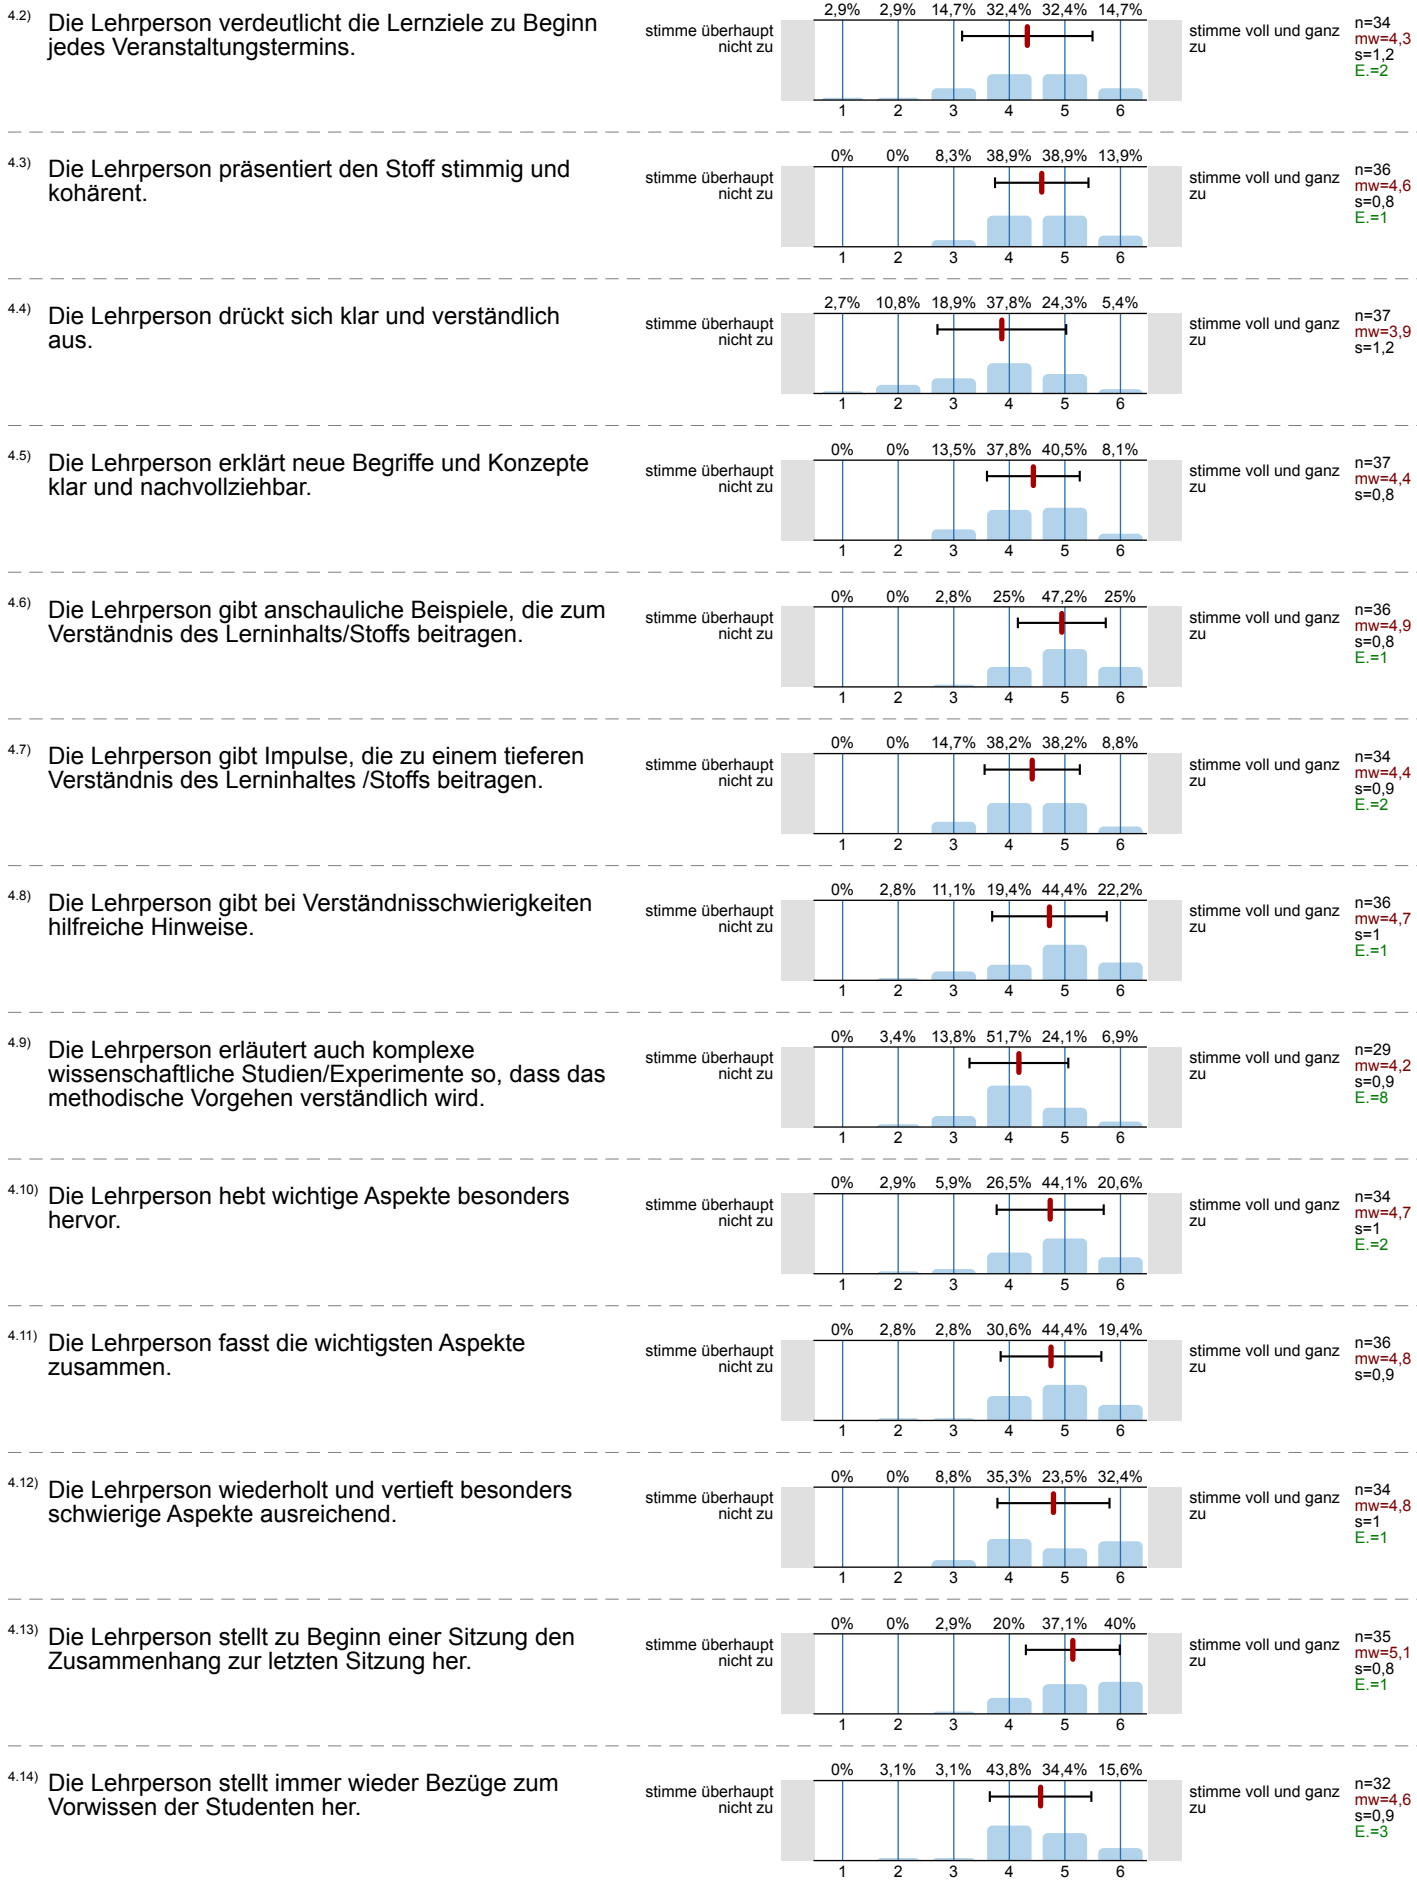 4.2) Die Lehrperson verdeutlicht die Lernziele zu Beginn
jedes Veranstaltungstermins.
stimme überhaupt
nicht zu
2,9% 2,9% 14,7% 32,4% 32,4% 14,7%
1 2 3 4 5 6
stimme voll und ganz
zu
n=34
mw=4,3
s=1,2
E.=2
4.3) Die Lehrperson präsentiert den Stoff stimmig und
kohärent.
stimme überhaupt
nicht zu
0% 0% 8,3% 38,9% 38,9% 13,9%
1 2 3 4 5 6
stimme voll und ganz
zu
n=36
mw=4,6
s=0,8
E.=1
4.4) Die Lehrperson drückt sich klar und verständlich
aus.
stimme überhaupt
nicht zu
2,7% 10,8% 18,9% 37,8% 24,3% 5,4%
1 2 3 4 5 6
stimme voll und ganz
zu
n=37
mw=3,9
s=1,2
4.5) Die Lehrperson erklärt neue Begriffe und Konzepte
klar und nachvollziehbar.
stimme überhaupt
nicht zu
0% 0% 13,5% 37,8% 40,5% 8,1%
1 2 3 4 5 6
stimme voll und ganz
zu
n=37
mw=4,4
s=0,8
4.6) Die Lehrperson gibt anschauliche Beispiele, die zum
Verständnis des Lerninhalts/Stoffs beitragen.
stimme überhaupt
nicht zu
0% 0% 2,8% 25% 47,2% 25%
1 2 3 4 5 6
stimme voll und ganz
zu
n=36
mw=4,9
s=0,8
E.=1
4.7) Die Lehrperson gibt Impulse, die zu einem tieferen
Verständnis des Lerninhaltes /Stoffs beitragen.
stimme überhaupt
nicht zu
0% 0% 14,7% 38,2% 38,2% 8,8%
1 2 3 4 5 6
stimme voll und ganz
zu
n=34
mw=4,4
s=0,9
E.=2
4.8) Die Lehrperson gibt bei Verständnisschwierigkeiten
hilfreiche Hinweise.
stimme überhaupt
nicht zu
0% 2,8% 11,1% 19,4% 44,4% 22,2%
1 2 3 4 5 6
stimme voll und ganz
zu
n=36
mw=4,7
s=1
E.=1
4.9) Die Lehrperson erläutert auch komplexe
wissenschaftliche Studien/Experimente so, dass das
methodische Vorgehen verständlich wird.
stimme überhaupt
nicht zu
0% 3,4% 13,8% 51,7% 24,1% 6,9%
1 2 3 4 5 6
stimme voll und ganz
zu
n=29
mw=4,2
s=0,9
E.=8
4.10) Die Lehrperson hebt wichtige Aspekte besonders
hervor.
stimme überhaupt
nicht zu
0% 2,9% 5,9% 26,5% 44,1% 20,6%
1 2 3 4 5 6
stimme voll und ganz
zu
n=34
mw=4,7
s=1
E.=2
4.11) Die Lehrperson fasst die wichtigsten Aspekte
zusammen.
stimme überhaupt
nicht zu
0% 2,8% 2,8% 30,6% 44,4% 19,4%
1 2 3 4 5 6
stimme voll und ganz
zu
n=36
mw=4,8
s=0,9
4.12) Die Lehrperson wiederholt und vertieft besonders
schwierige Aspekte ausreichend.
stimme überhaupt
nicht zu
0% 0% 8,8% 35,3% 23,5% 32,4%
1 2 3 4 5 6
stimme voll und ganz
zu
n=34
mw=4,8
s=1
E.=1
4.13) Die Lehrperson stellt zu Beginn einer Sitzung den
Zusammenhang zur letzten Sitzung her.
stimme überhaupt
nicht zu
0% 0% 2,9% 20% 37,1% 40%
1 2 3 4 5 6
stimme voll und ganz
zu
n=35
mw=5,1
s=0,8
E.=1
4.14) Die Lehrperson stellt immer wieder Bezüge zum
Vorwissen der Studenten her.
stimme überhaupt
nicht zu
0% 3,1% 3,1% 43,8% 34,4% 15,6%
1 2 3 4 5 6
stimme voll und ganz
zu
n=32
mw=4,6
s=0,9
E.=3